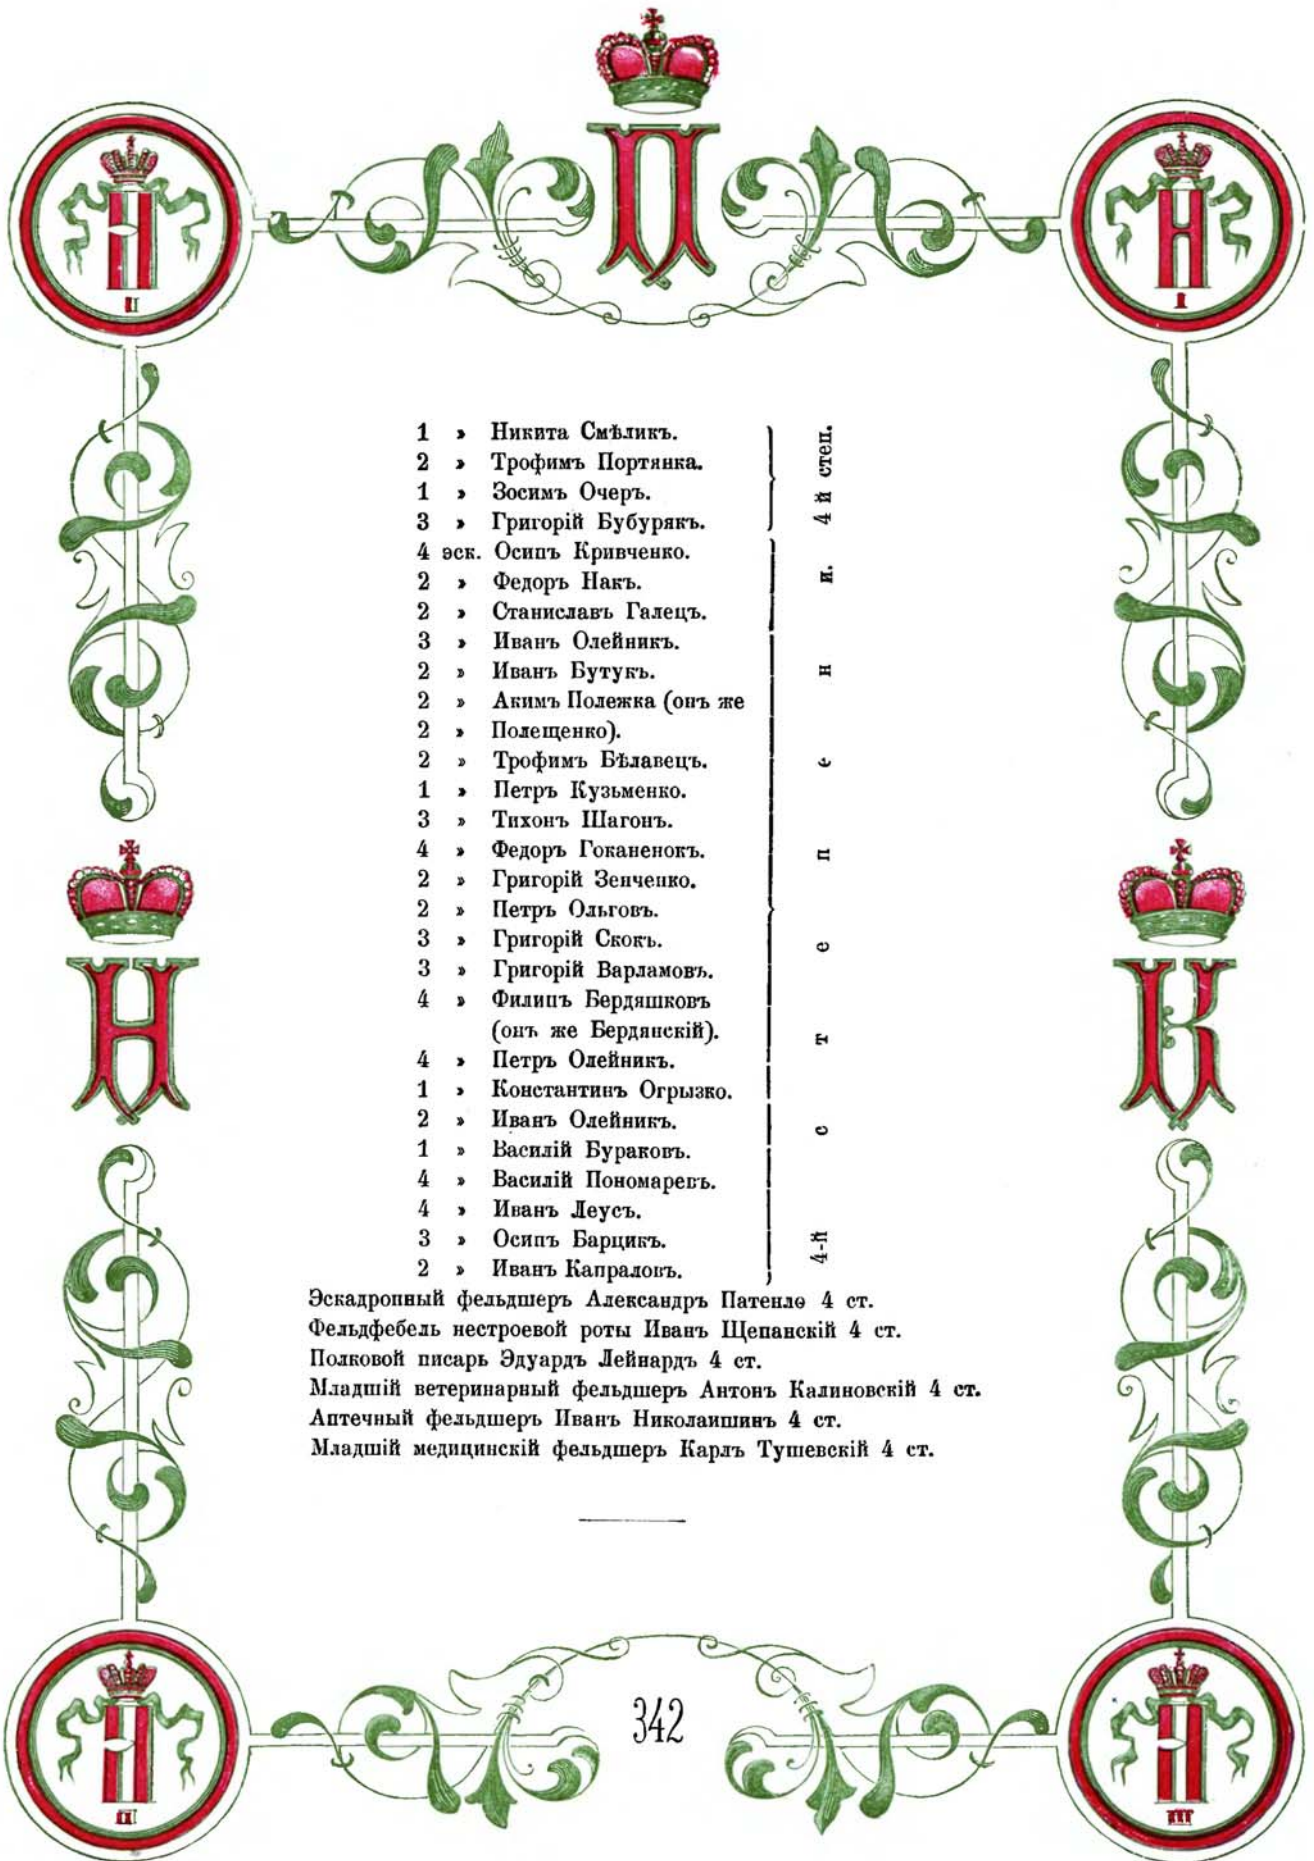 П
Н
II
Н
I
1 » Никита Смѣликъ.
2 » Трофимъ Портянка.
1 » Зосимъ Очеръ.
3 » Григорій Бубурякъ.
4 й степ.
4 эск. Осипъ Кривченко.
2 » Федоръ Накъ.
2 » Станиславъ Галецъ.
3 » Иванъ Олейникъ.
2 » Иванъ Бутукъ.
2 » Акимъ Полежка (онъ же
2 » Полещенко).
2 » Трофимъ Бѣлавецъ.
1 » Петръ Кузьменко.
3 » Тихонъ Шагонъ.
4 » Федоръ Гоканенокъ.
2 » Григорій Зенченко.
2 » Петръ Ольговъ.
3 » Григорій Скокъ.
3 » Григорій Варламовъ.
4 » Филипъ Бердяшковъ
(онъ же Бердянскій).
4 » Петръ Олейникъ.
1 » Константинъ Огрызко.
2 » Иванъ Олейникъ.
1 » Василій Бураковъ.
4 » Василій Пономаревъ.
4 » Иванъ Леусъ.
3 » Осипъ Барцикъ.
2 » Иванъ Капраловъ.
4-й степени.
Н
К
Эскадронный фельдшеръ Александръ Патенло 4 ст.
Фельдфебель нестроевой роты Иванъ Щепанскій 4 ст.
Полковой писарь Эдуардъ Лейнардъ 4 ст.
Младшій ветеринарный фельдшеръ Антонъ Калиновскій 4 ст.
Аптечный фельдшеръ Иванъ Николаишинъ 4 ст.
Младшій медицинскій фельдшеръ Карлъ Тушевскій 4 ст.
342
III